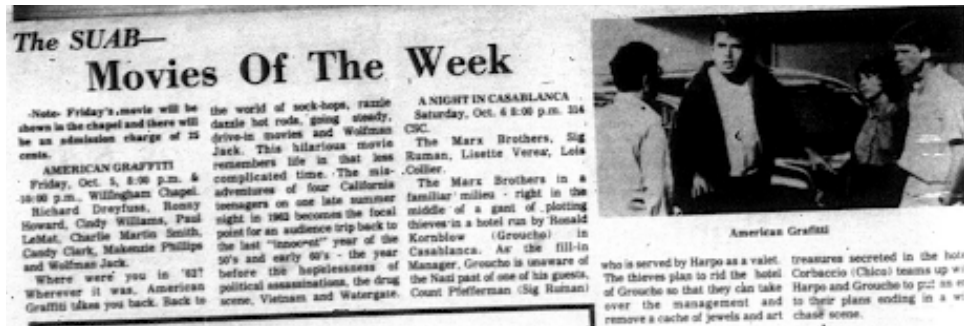 The SUAB—
Movies Of The Week
Note- Friday's movie will be
shown in the chapel and there will
be an admission charge of 25
cents.
AMERICAN GRAFFITI
Friday, Oct. 5, 8:00 p.m. &
10:00 p.m., Willingham Chapel.
Richard Dreyfuss, Ronny
Howard, Cindy Williams, Paul
LeMat, Charlie Martin Smith,
Candy Clark, Makenzie Phillips
and Wolfman Jack.
Where were you in '62?
Wherever it was, American
Graffiti takes you back. Back to
the world of sock-hops, razzle
dazzle hot rods, going steady,
drive-in movies and Wolfman
Jack. This hilarious movie
remembers life in that less
complicated time. The mis-
adventures of four California
teenagers on one late summer
night in 1962 becomes the focal
point for an audience trip back to
the last "innocent" year of the
50's and early 60's - the year
before the hopelessness of
political assassinations, the drug
scene, Vietnam and Watergate.
A NIGHT IN CASABLANCA
Saturday, Oct. 6 8:00 p.m. 314
CSC.
The Marx Brothers, Sig
Ruman, Lisette Verea, Lois
Collier.
The Marx Brothers in a
familiar milieu - right in the
middle of a gant of plotting
thieves in a hotel run by Ronald
Kornblow (Groucho) in
Casablanca. As the fill-in
Manager, Groucho is unaware of
the Nazi past of one of his guests,
Count Pfefferman (Sig Ruman)
American Grafitti
who is served by Harpo as a valet.
The thieves plan to rid the hotel
of Groucho so that they can take
over the management and
remove a cache of jewels and art
treasures secreted in the
Corbaccio (Chico) teams up
Harpo and Groucho to put an
to their plans ending in a
chase scene.